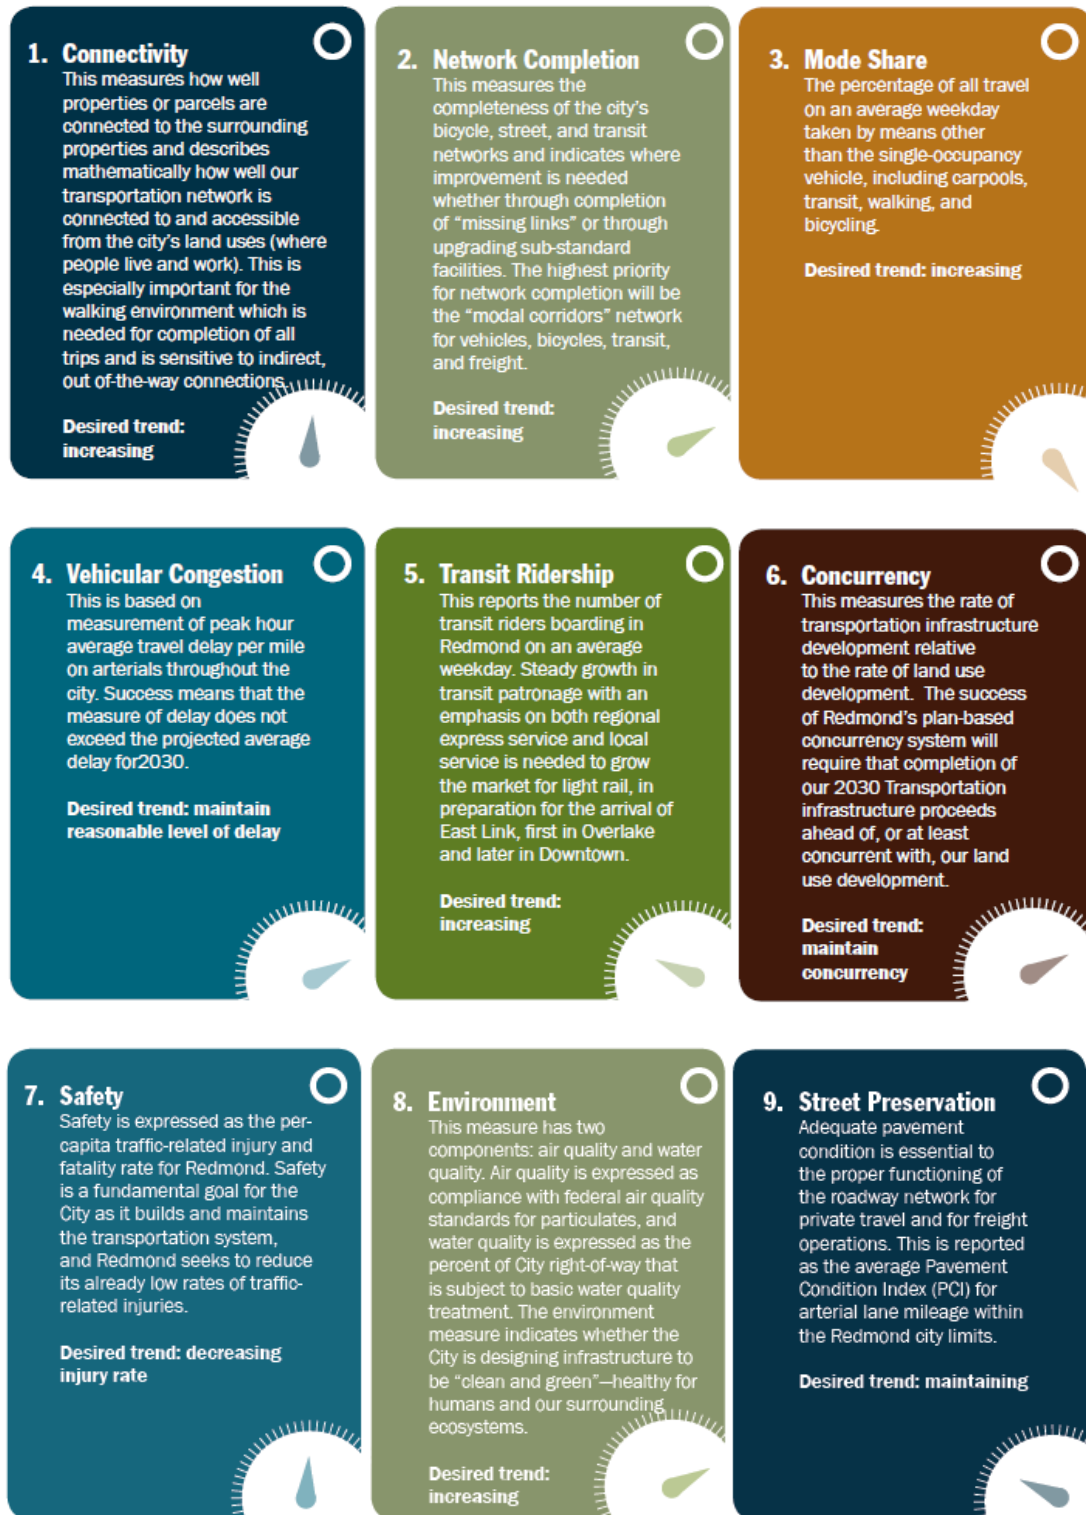 1. Connectivity
This measures how well
properties or parcels are
connected to the surrounding
properties and describes
mathematically how well our
transportation network is
connected to and accessible
from the city's land uses (where
people live and work). This is
especially important for the
walking environment which is
needed for completion of all
trips and is sensitive to indirect,
out of-the-way connections.
Desired trend:
increasing
2. Network Completion
This measures the
completeness of the city's
bicycle, street, and transit
networks and indicates where
improvement is needed
whether through completion
of “missing links” or through
upgrading sub-standard
facilities. The highest priority
for network completion will be
the “modal corridors” network
for vehicles, bicycles, transit,
and freight.
Desired trend:
increasing
3. Mode Share
The percentage of all travel
on an average weekday
taken by means other
than the single-occupancy
vehicle, including carpools,
transit, walking, and
bicycling.
Desired trend: increasing
4. Vehicular Congestion
This is based on
measurement of peak hour
average travel delay per mile
on arterials throughout the
city. Success means that the
measure of delay does not
exceed the projected average
delay for2030.
Desired trend: maintain
reasonable level of delay
5. Transit Ridership
This reports the number of
transit riders boarding in
Redmond on an average
weekday. Steady growth in
transit patronage with an
emphasis on both regional
express service and local
service is needed to grow
the market for light rail, in
preparation for the arrival of
East Link, first in Overlake
and later in Downtown.
Desired trend:
increasing
6. Concurrency
This measures the rate of
transportation infrastructure
development relative
to the rate of land use
development. The success
of Redmond's plan-based
concurrency system will
require that completion of
our 2030 Transportation
infrastructure proceeds
ahead of, or at least
concurrent with, our land
use development.
Desired trend:
maintain
concurrency
7. Safety
Safety is expressed as the per-
capita traffic-related injury and
fatality rate for Redmond. Safety
is a fundamental goal for the
City as it builds and maintains
the transportation system,
and Redmond seeks to reduce
its already low rates of traffic-
related injuries.
Desired trend: decreasing
injury rate
8. Environment
This measure has two
components: air quality and water
quality. Air quality is expressed as
compliance with federal air quality
standards for particulates, and
water quality is expressed as the
percent of City right-of-way that
is subject to basic water quality
treatment. The environment
measure indicates whether the
City is designing infrastructure to
be “clean and green”—healthy for
humans and our surrounding
ecosystems.
Desired trend:
increasing
9. Street Preservation
Adequate pavement
condition is essential to
the proper functioning of
the roadway network for
private travel and for freight
operations. This is reported
as the average Pavement
Condition Index (PCI) for
arterial lane mileage within
the Redmond city limits.
Desired trend: maintaining